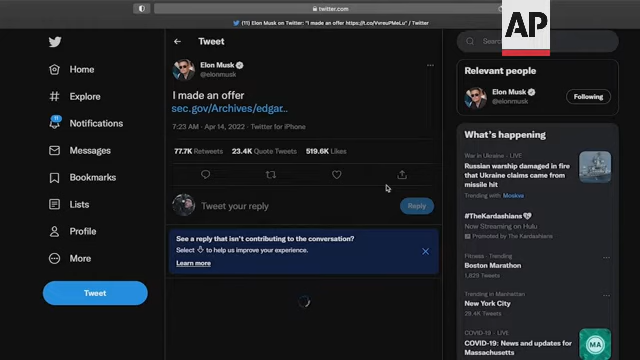 twitter.com
(11) Elon Musk on Twitter: "I made an offer https://t.co/VvreuPMeLu" / Twitter
AP
Tweet
Home
Explore
11
Notifications
Messages
Bookmarks
Lists
Profile
More
Tweet
Elon Musk
@elonmusk
I made an offer
sec.gov/Archives/edgar...
7:23 AM · Apr 14, 2022 · Twitter for iPhone
77.7K Retweets 23.4K Quote Tweets 519.6K Likes
Tweet your reply
Reply
See a reply that isn't contributing to the conversation?
Select to help us improve your experience.
Learn more
Relevant people
Elon Musk
@elonmusk
Following
What's happening
War in Ukraine · LIVE
Russian warship damaged in fire
that Ukraine claims came from
missile hit
Trending with Moskva
#TheKardashians
Now Streaming on Hulu
Promoted by The Kardashians
Fitness · Trending
Boston Marathon
1,829 Tweets
Trending in Manhattan
New York City
COVID-19 · LIVE
COVID-19: News and updates for
Massachusetts
MA